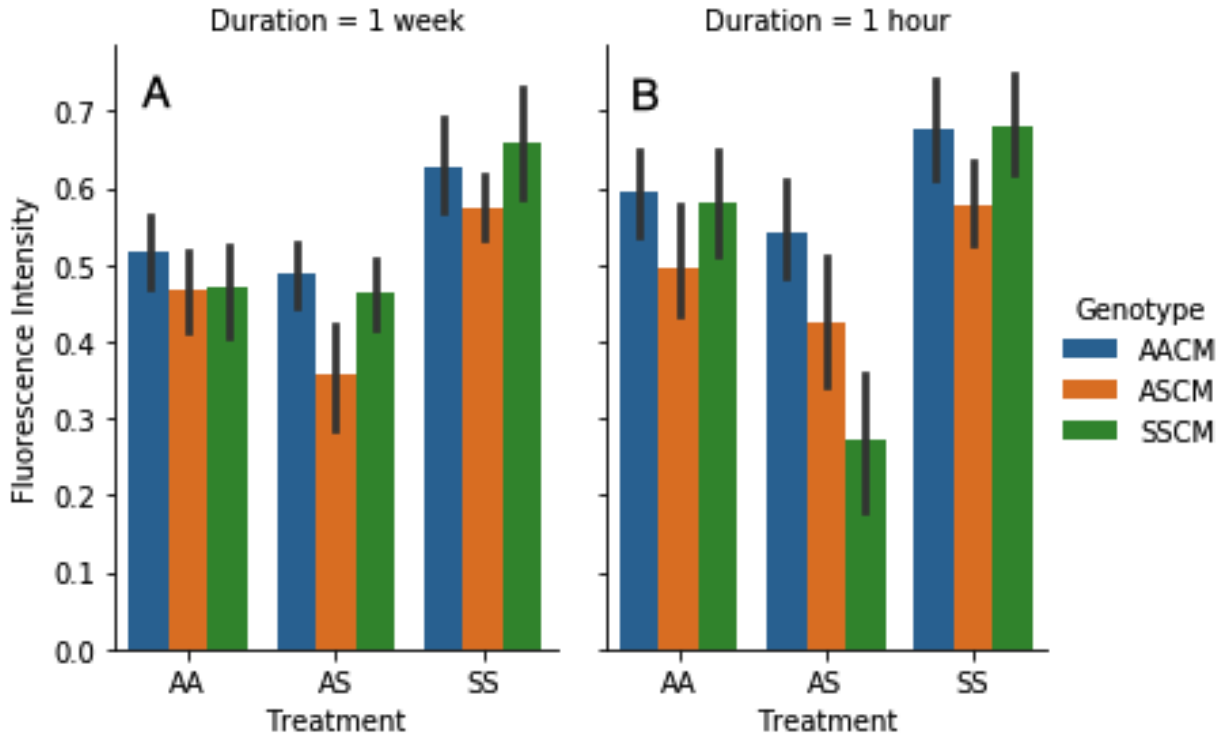 Duration = 1 week
Duration = 1 hour
A
B
Fluorescence Intensity
0.7
0.6
0.5
0.4
0.3
0.2
0.1
0.0
AA AS SS
Treatment
AA AS SS
Treatment
Genotype
AACM
ASCM
SSCM